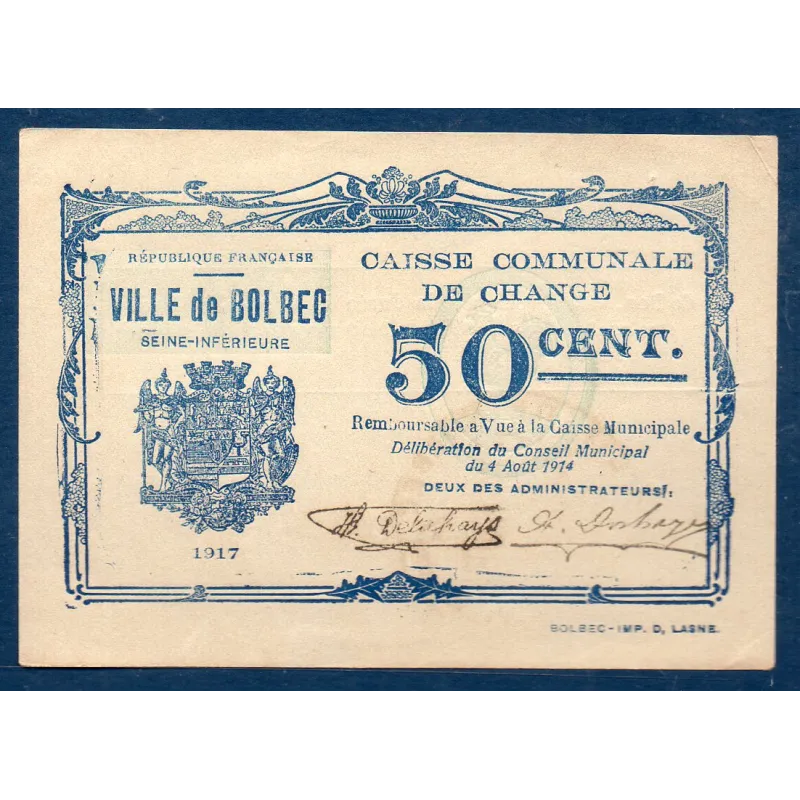 RÉPUBLIQUE FRANÇAISE
VILLE de BOLBEC
SEINE-INFÉRIEURE
1917
CAISSE COMMUNALE
DE CHANGE
50 CENT.
Remboursable a Vue à la Caisse Municipale
Délibération du Conseil Municipal
du 4 Août 1914
DEUX DES ADMINISTRATEURS:
Delahays
BOLBEC-IMP. D, LASNE.